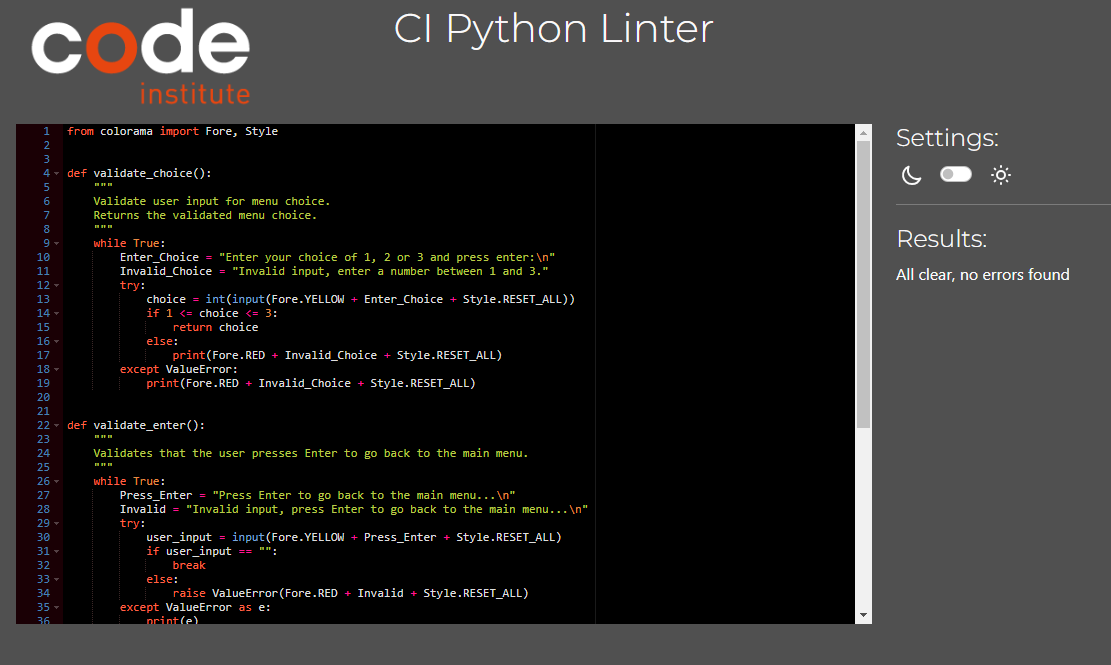 code
institute
CI Python Linter
1 from colorama import Fore, Style
2
3
4 def validate_choice():
5     """
6     Validate user input for menu choice.
7     Returns the validated menu choice.
8     """
9     while True:
10         Enter_Choice = "Enter your choice of 1, 2 or 3 and press enter:\n"
11         Invalid_Choice = "Invalid input, enter a number between 1 and 3."
12         try:
13             choice = int(input(Fore.YELLOW + Enter_Choice + Style.RESET_ALL))
14             if 1 <= choice <= 3:
15                 return choice
16             else:
17                 print(Fore.RED + Invalid_Choice + Style.RESET_ALL)
18         except ValueError:
19             print(Fore.RED + Invalid_Choice + Style.RESET_ALL)
20
21
22 def validate_enter():
23     """
24     Validates that the user presses Enter to go back to the main menu.
25     """
26     while True:
27         Press_Enter = "Press Enter to go back to the main menu...\n"
28         Invalid = "Invalid input, press Enter to go back to the main menu...\n"
29         try:
30             user_input = input(Fore.YELLOW + Press_Enter + Style.RESET_ALL)
31             if user_input == "":
32                 break
33             else:
34                 raise ValueError(Fore.RED + Invalid + Style.RESET_ALL)
35         except ValueError as e:
36             print(e)
Settings:
Results:
All clear, no errors found